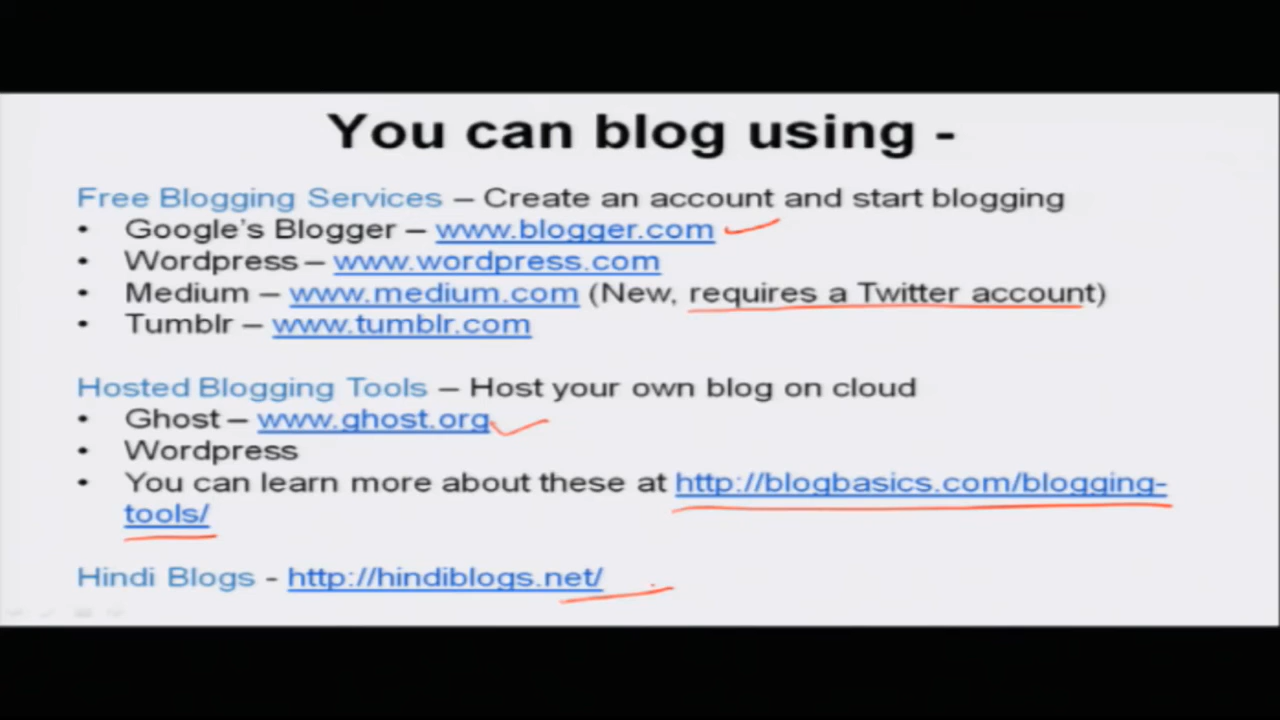 You can blog using -
Free Blogging Services – Create an account and start blogging
• Google's Blogger – www.blogger.com
• Wordpress – www.wordpress.com
• Medium – www.medium.com (New, requires a Twitter account)
• Tumblr – www.tumblr.com
Hosted Blogging Tools – Host your own blog on cloud
• Ghost – www.ghost.org
• Wordpress
• You can learn more about these at http://blogbasics.com/blogging-
tools/
Hindi Blogs - http://hindiblogs.net/